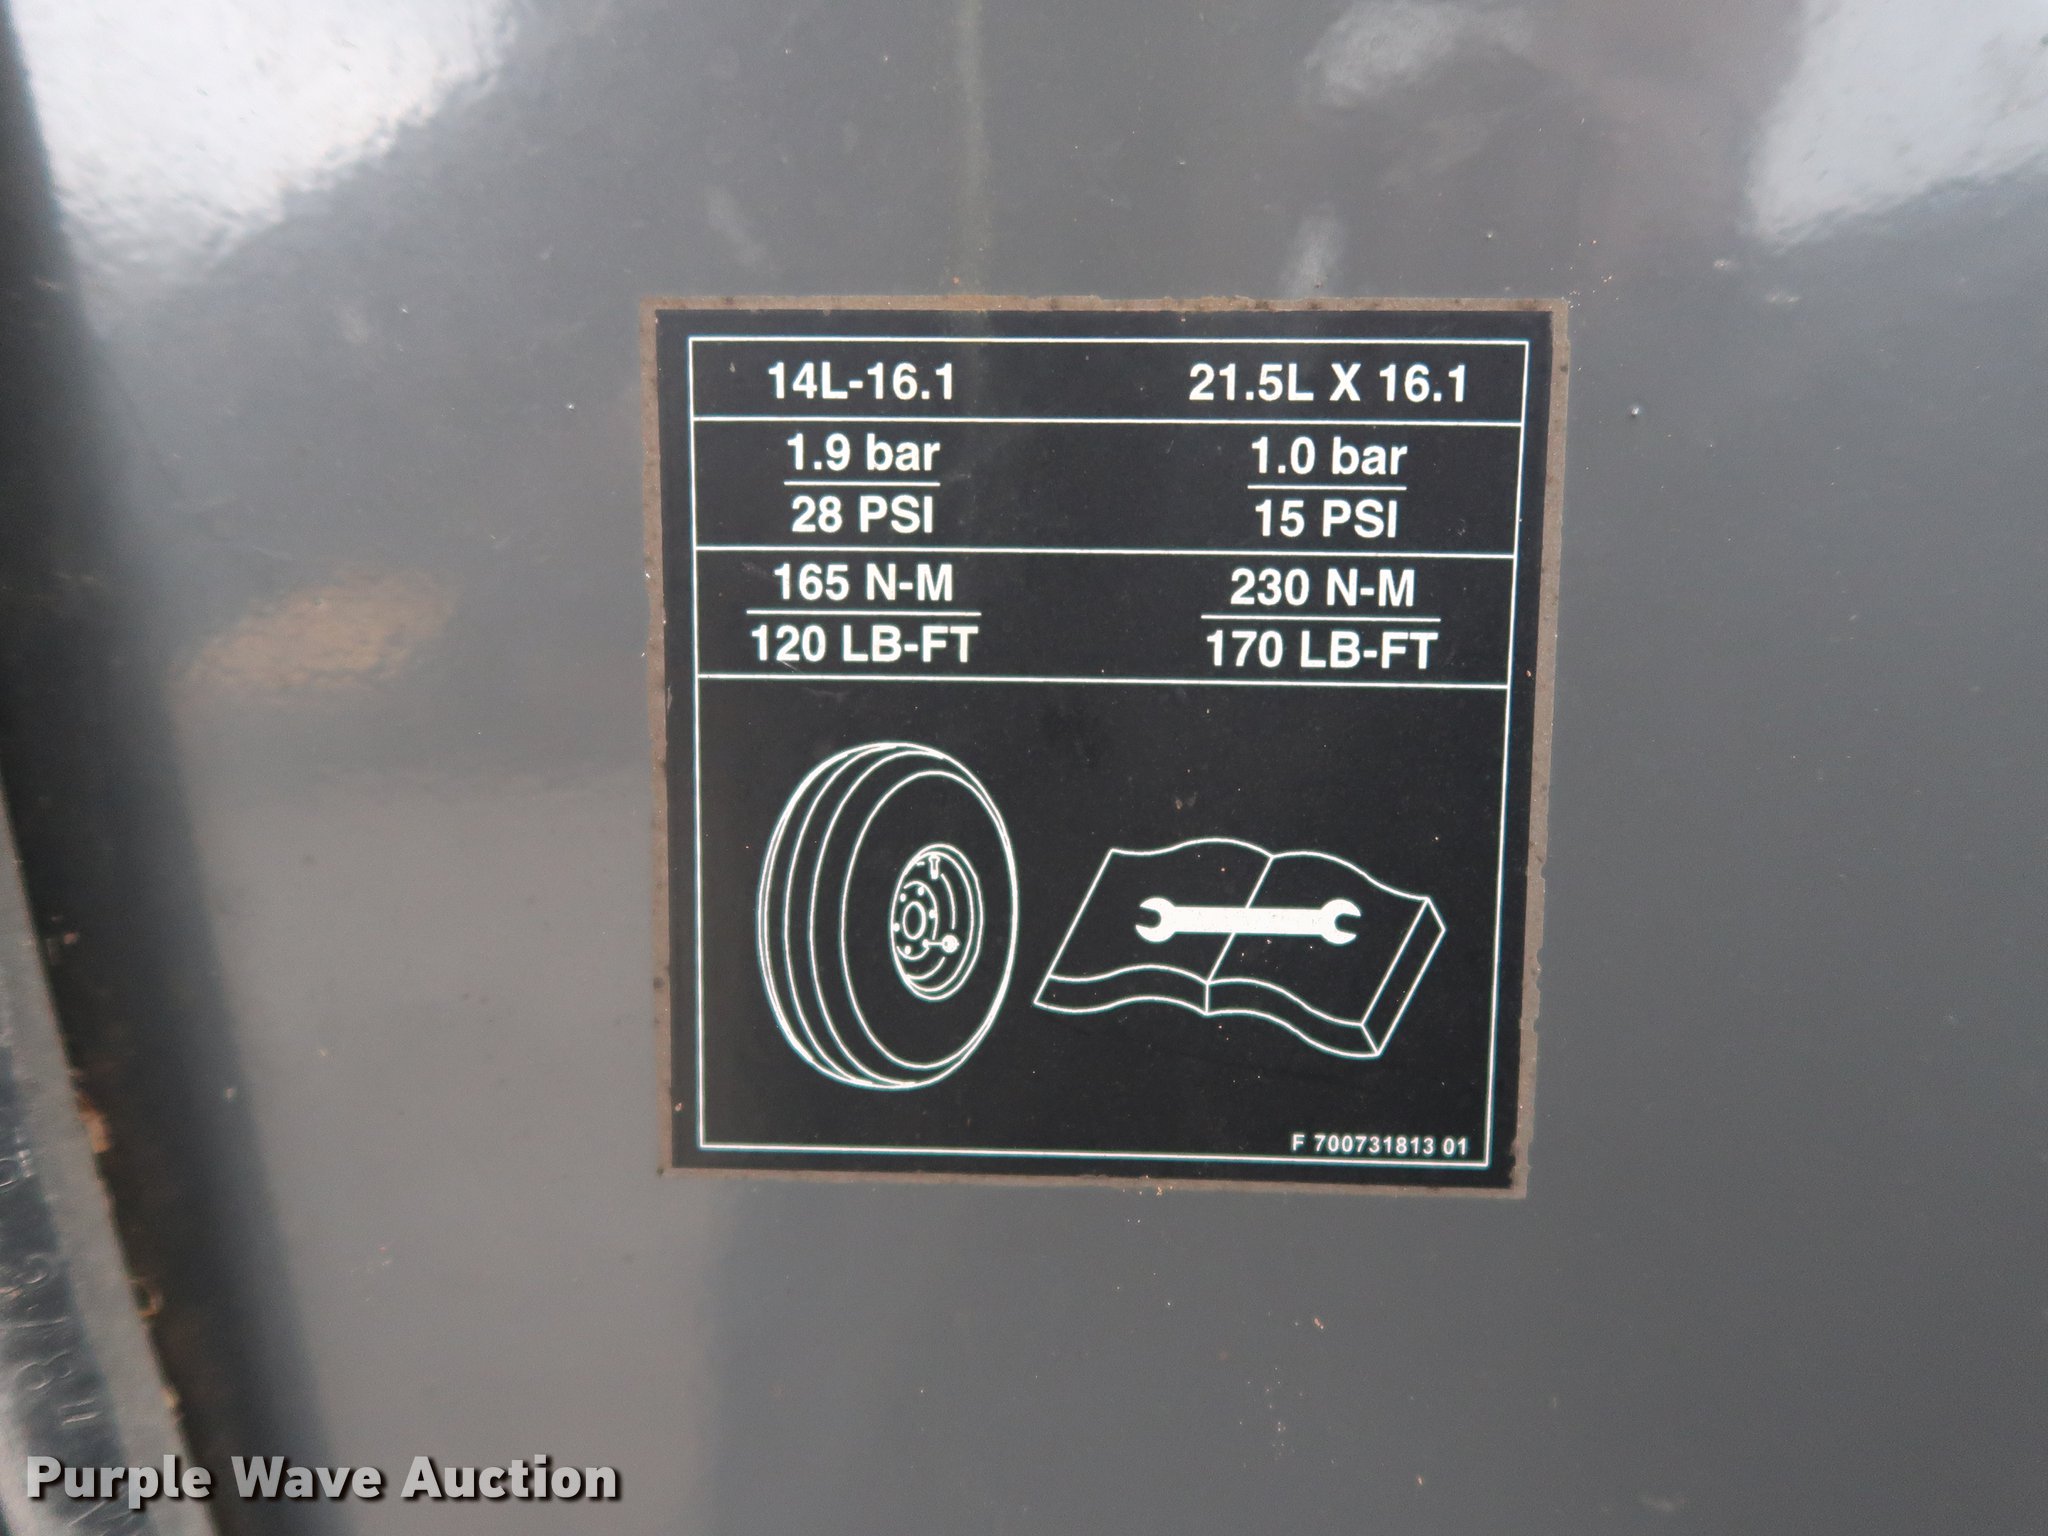 14L-16.1 21.5L X 16.1
1.9 bar 1.0 bar
28 PSI 15 PSI
165 N-M 230 N-M
120 LB-FT 170 LB-FT
F 700731813 01
Purple Wave Auction